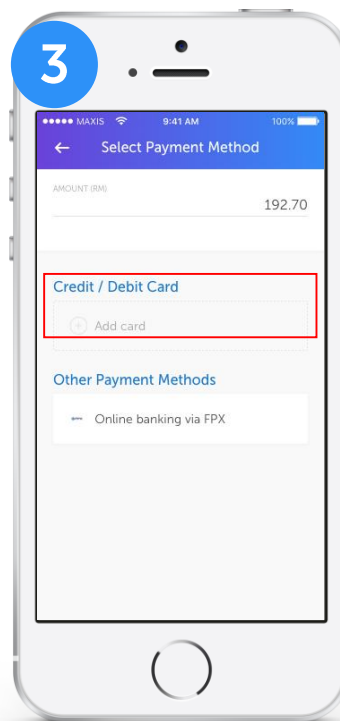 3
MAXIS 9:41 AM 100%
Select Payment Method
AMOUNT (RM)
192.70
Credit / Debit Card
Add card
Other Payment Methods
Online banking via FPX